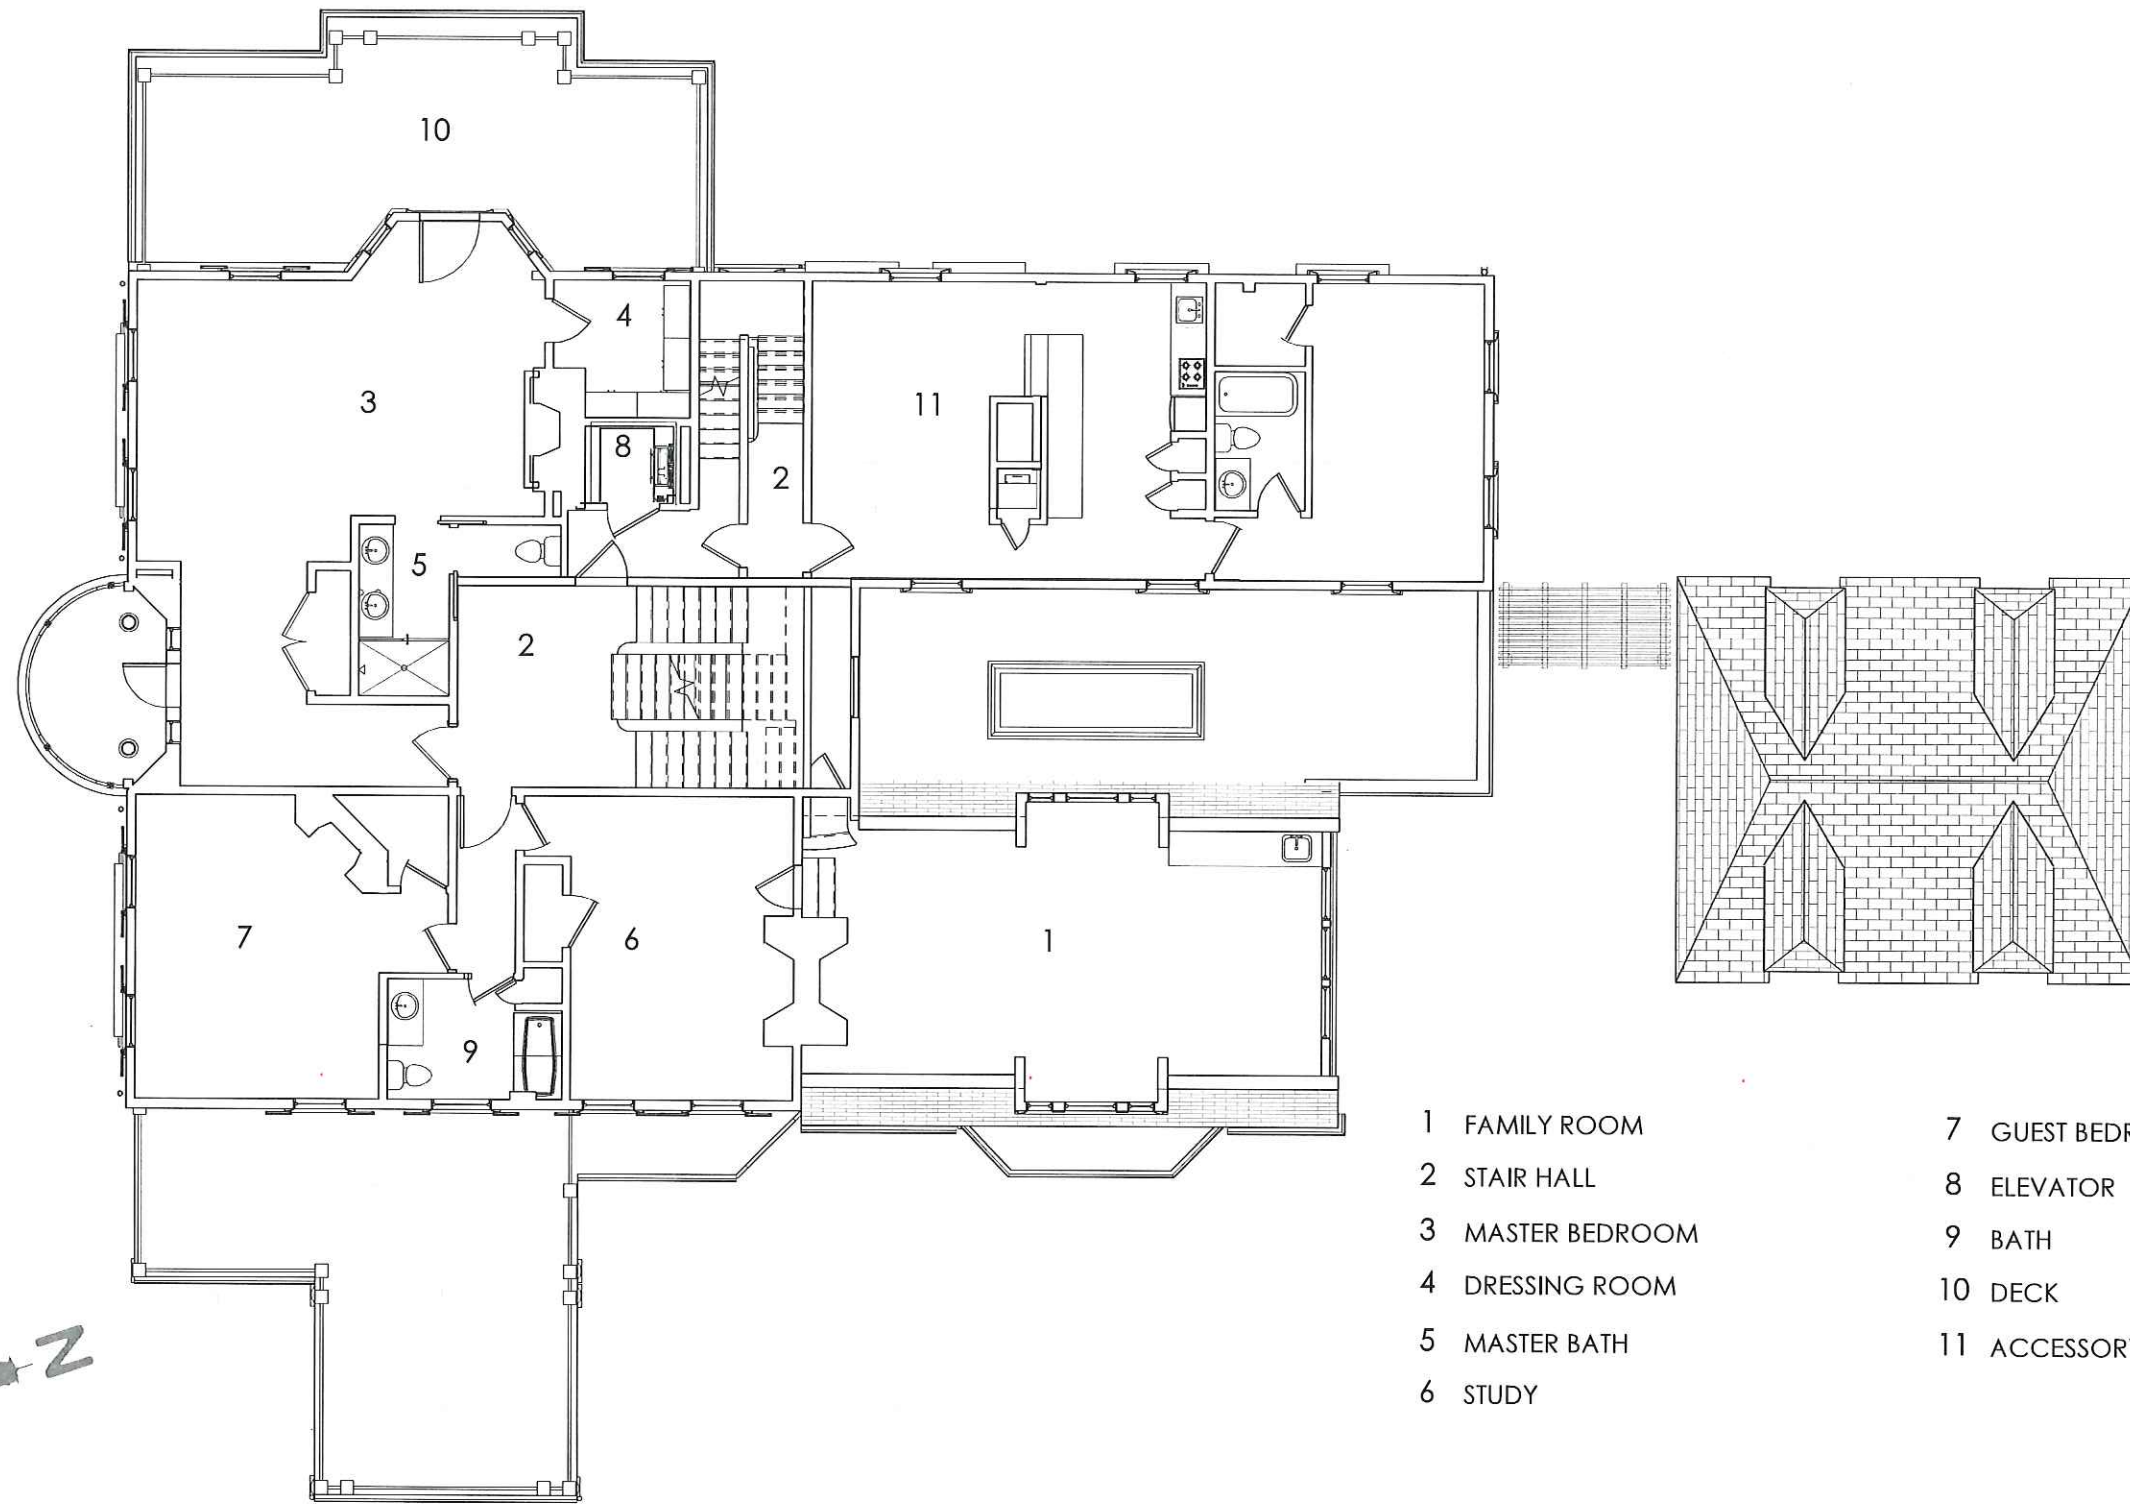 10
4
3
11
8
2
5
2
7
6
1
9
N
1 FAMILY ROOM
2 STAIR HALL
3 MASTER BEDROOM
4 DRESSING ROOM
5 MASTER BATH
6 STUDY
7 GUEST BEDR
8 ELEVATOR
9 BATH
10 DECK
11 ACCESSOR